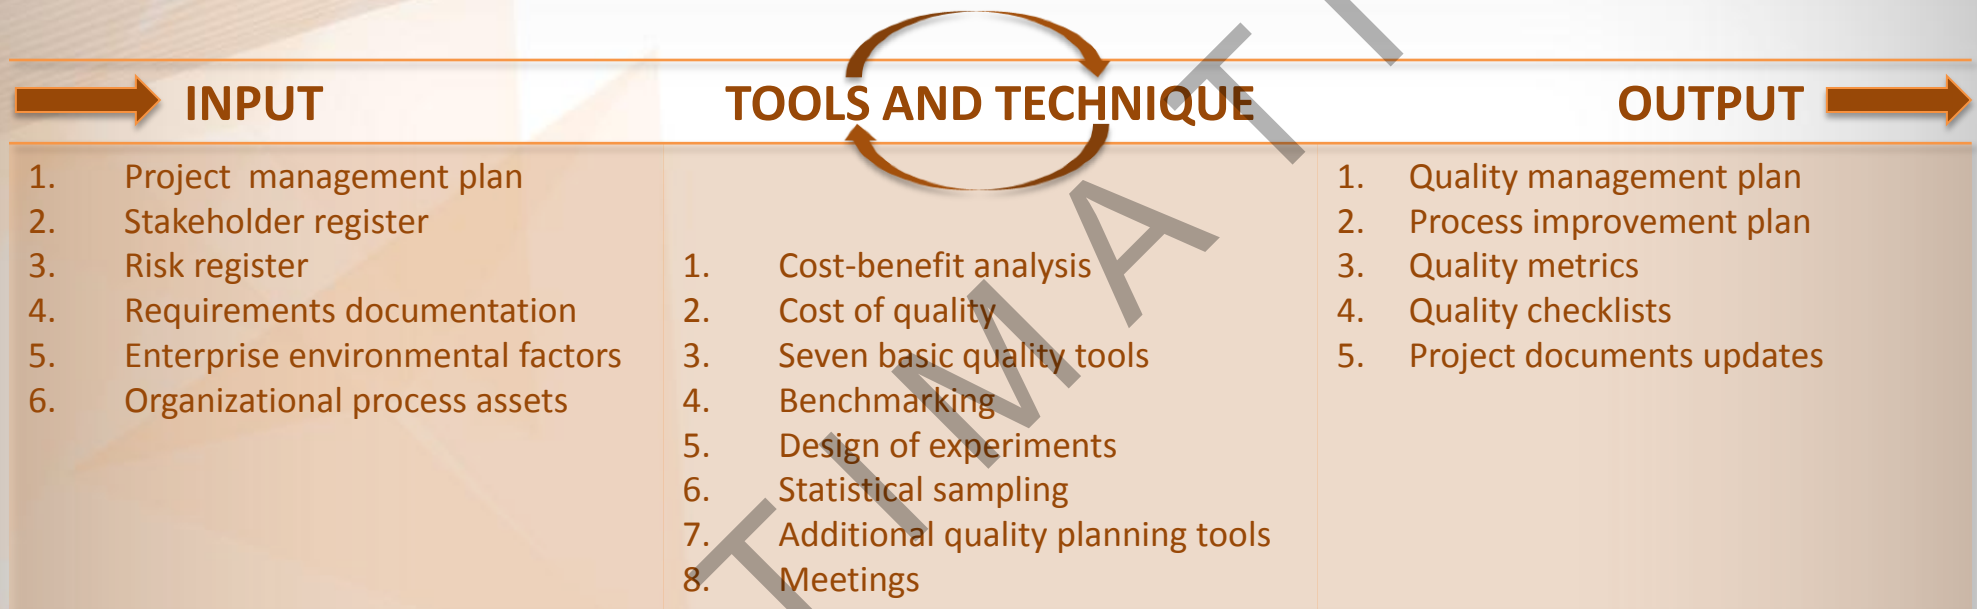 INPUT
TOOLS AND TECHNIQUE
OUTPUT
1. Project management plan
2. Stakeholder register
3. Risk register
4. Requirements documentation
5. Enterprise environmental factors
6. Organizational process assets
1. Cost-benefit analysis
2. Cost of quality
3. Seven basic quality tools
4. Benchmarking
5. Design of experiments
6. Statistical sampling
7. Additional quality planning tools
8. Meetings
1. Quality management plan
2. Process improvement plan
3. Quality metrics
4. Quality checklists
5. Project documents updates
TIMATI